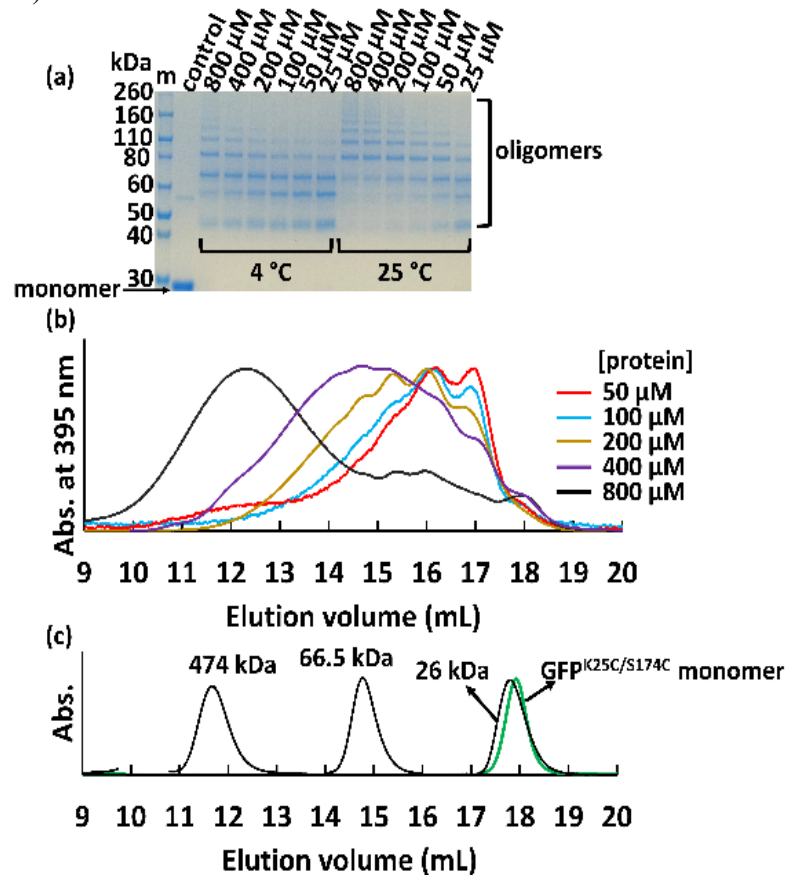 )
(a)
kDa m control 800 µM 400 µM 200 µM 100 µM 50 µM 25 µM 800 µM 400 µM 200 µM 100 µM 50 µM 25 µM
260
160
110
80
60
50
40
30
oligomers
4 °C 25 °C
monomer
(b)
Abs. at 395 nm
[protein]
50 µM
100 µM
200 µM
400 µM
800 µM
9 10 11 12 13 14 15 16 17 18 19 20
Elution volume (mL)
(c)
Abs.
474 kDa 66.5 kDa 26 kDa GFP^K25C/S174C monomer
9 10 11 12 13 14 15 16 17 18 19 20
Elution volume (mL)